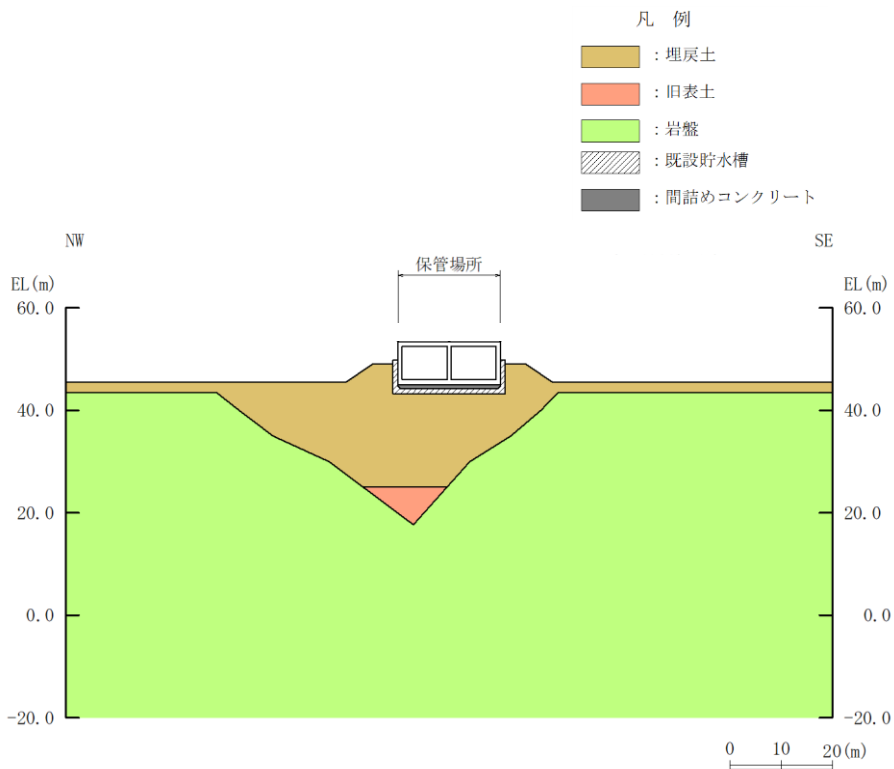 凡 例
：埋戻土
：旧表土
：岩盤
：既設貯水槽
：間詰めコンクリート
NW
SE
保管場所
EL(m)
EL(m)
60.0
60.0
40.0
40.0
20.0
20.0
0.0
0.0
-20.0
-20.0
0 10 20(m)